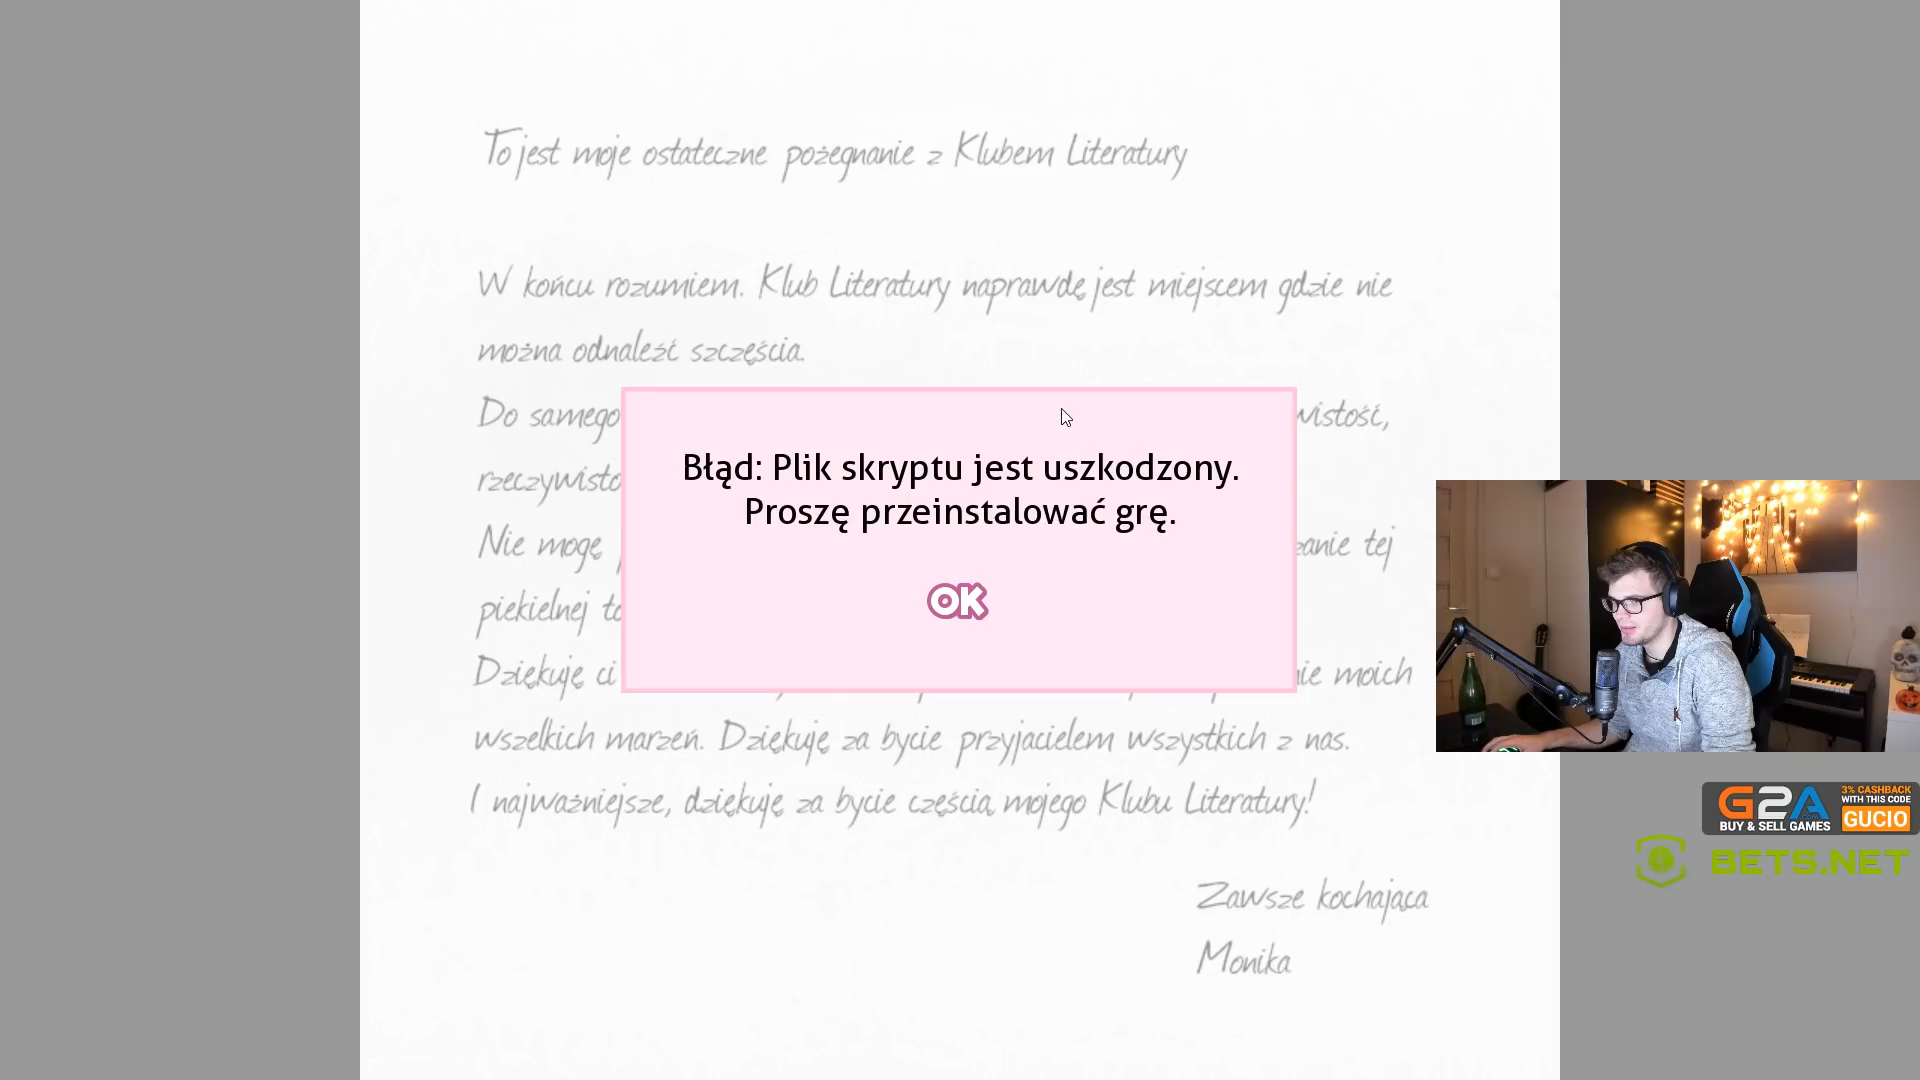 To jest moje ostateczne pożegnanie z Klubem Literatury
W końcu rozumiem. Klub Literatury naprawdę jest miejscem gdzie nie
można odnaleźć szczęścia.
Do samego
Błąd: Plik skryptu jest uszkodzony.
Proszę przeinstalować grę.
OK
Nie mogę
tej
piekielnej
Dziękuję ci
moich
wszelkich marzeń. Dziękuję za bycie przyjacielem wszystkich z nas.
I najważniejsze, dziękuję za bycie częścią mojego Klubu Literatury!
Zawsze kochająca
Monika
G2A
.COM
BUY & SELL GAMES
3% CASHBACK
WITH THIS CODE
GUCIO
BETS.NET